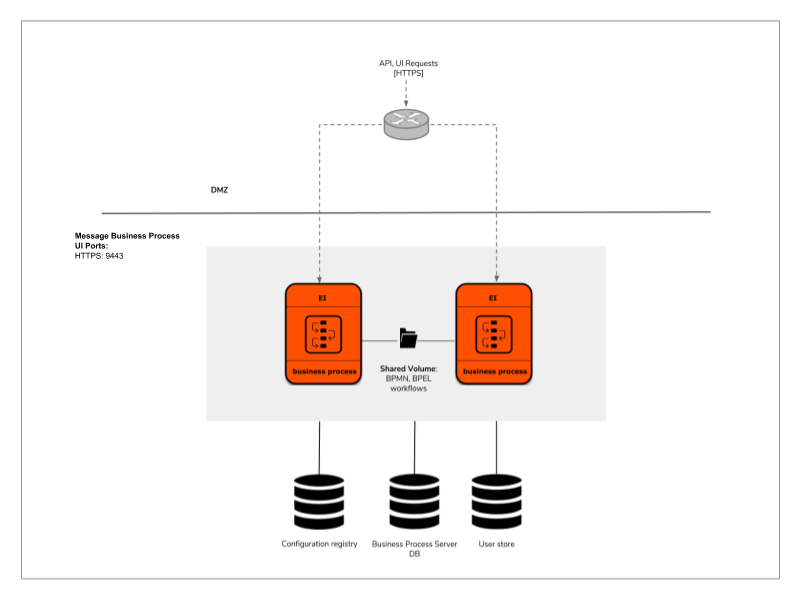 API, UI Requests
[HTTPS]
DMZ
Message Business Process
UI Ports:
HTTPS: 9443
EI
business process
EI
business process
Shared Volume:
BPMN, BPEL
workflows
Configuration registry
Business Process Server
DB
User store